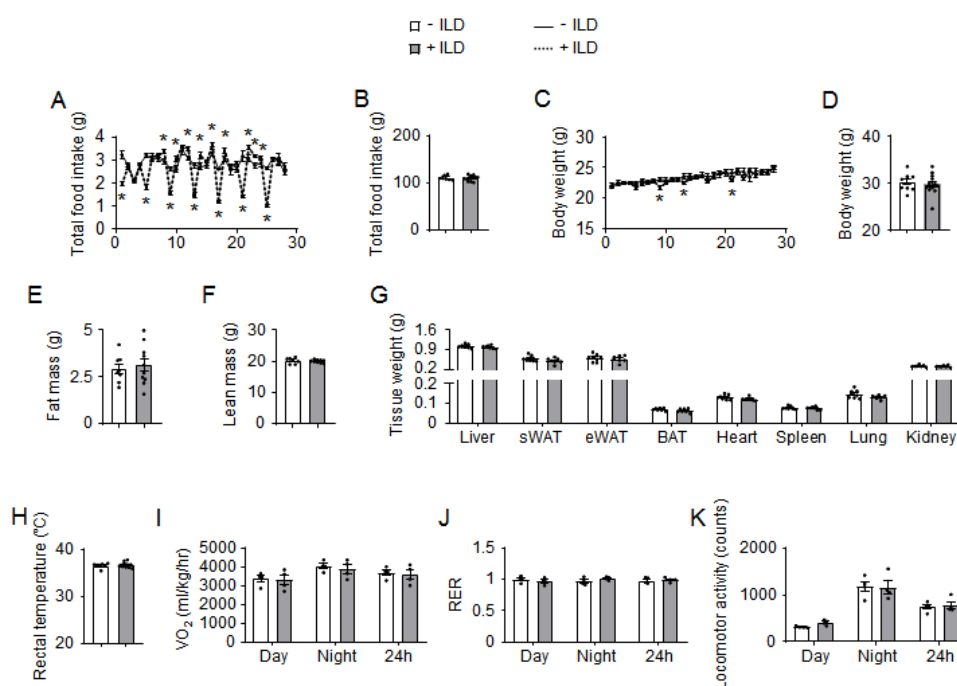 - ILD - ILD
+ ILD + ILD
A B C D
Total food intake (g)
4
3
2
1
0
0 10 20 30
* * * * * * * * * * * * * * * *
Total food intake (g)
200
100
0
Body weight (g)
30
25
20
15
0 10 20 30
* * *
Body weight (g)
40
30
20
E F G
Fat mass (g)
5
2.5
0
Lean mass (g)
30
20
10
0
Tissue weight (g)
1.6
0.9
0.2
0.2
0.1
0
Liver sWAT eWAT BAT Heart Spleen Lung Kidney
H I J K
Rectal temperature (°C)
40
36
20
VO2 (ml/kg/hr)
5000
4000
3000
2000
1000
0
Day Night 24h
RER
1.5
1
0.5
0
Day Night 24h
Locomotor activity (counts)
2000
1000
0
Day Night 24h